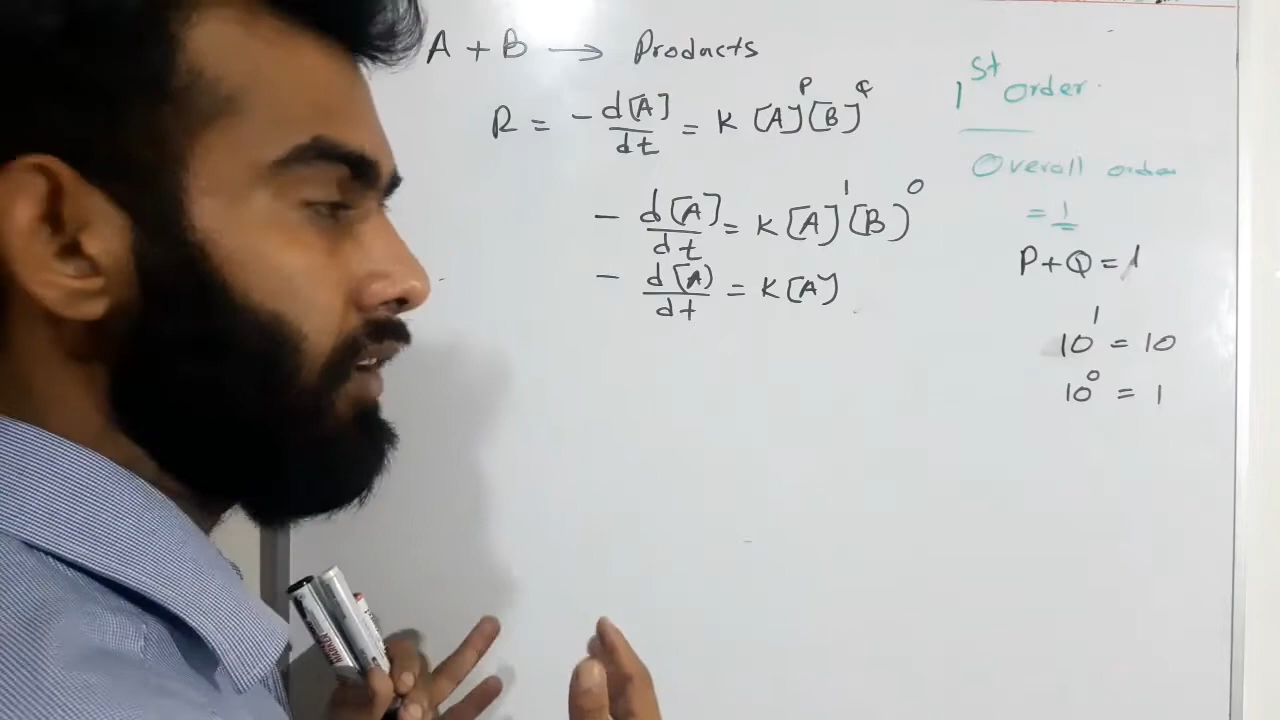 A + B → Products
R = - d[A]/dt = K [A]^P [B]^Q
- d[A]/dt = K [A]^1 [B]^0
- d[A]/dt = K [A]
1st order.
Overall order
= 1
P + Q = 1
10^1 = 10
10^0 = 1